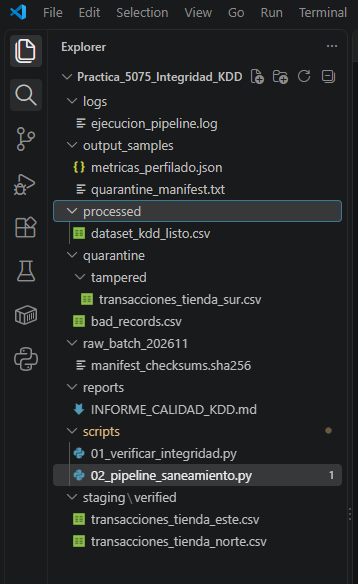 File Edit Selection View Go Run Terminal
Explorer
Practica_5075_Integridad_KDD
logs
ejecucion_pipeline.log
output_samples
metricas_perfilado.json
quarantine_manifest.txt
processed
dataset_kdd_listo.csv
quarantine
tampered
transacciones_tienda_sur.csv
bad_records.csv
raw_batch_202611
manifest_checksums.sha256
reports
INFORME_CALIDAD_KDD.md
scripts
01_verificar_integridad.py
02_pipeline_saneamiento.py 1
staging\verified
transacciones_tienda_este.csv
transacciones_tienda_norte.csv